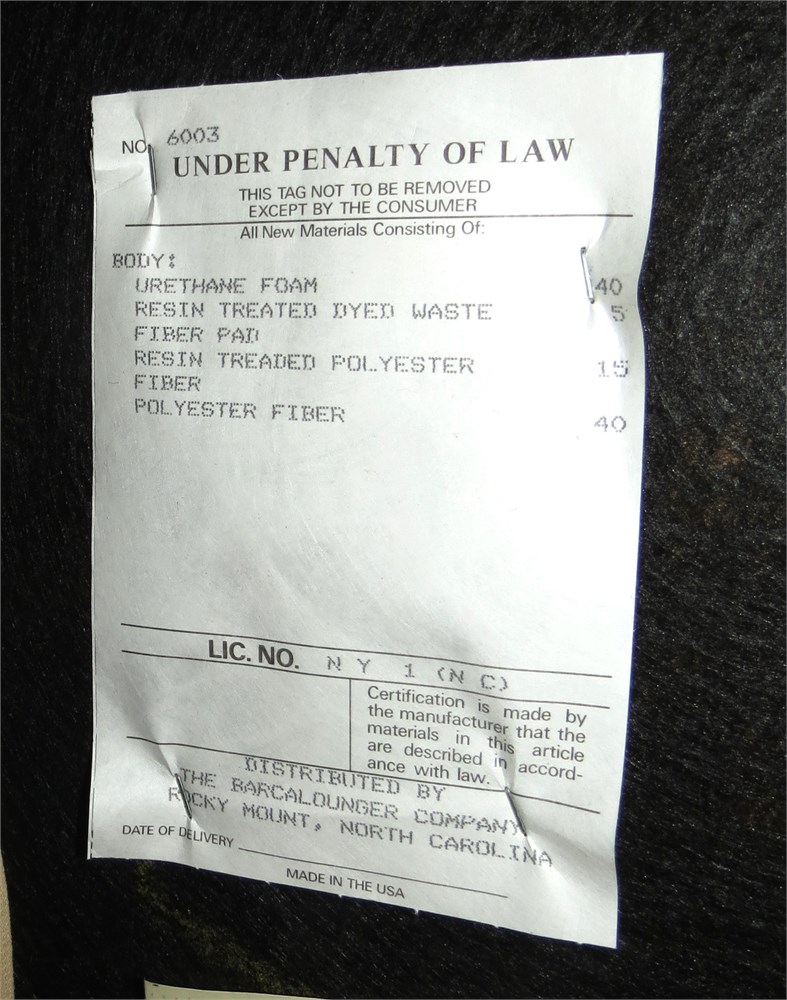 NO. 6003
UNDER PENALTY OF LAW
THIS TAG NOT TO BE REMOVED
EXCEPT BY THE CONSUMER
All New Materials Consisting Of:
BODY:
URETHANE FOAM 40
RESIN TREATED DYED WASTE 5
FIBER PAD
RESIN TREADED POLYESTER 15
FIBER
POLYESTER FIBER 40
LIC. NO. NY 1 (NC)
Certification is made by
the manufacturer that the
materials in this article
are described in accord-
ance with law.
DISTRIBUTED BY
THE BARCALOUNGER COMPANY
ROCKY MOUNT, NORTH CAROLINA
DATE OF DELIVERY
MADE IN THE USA